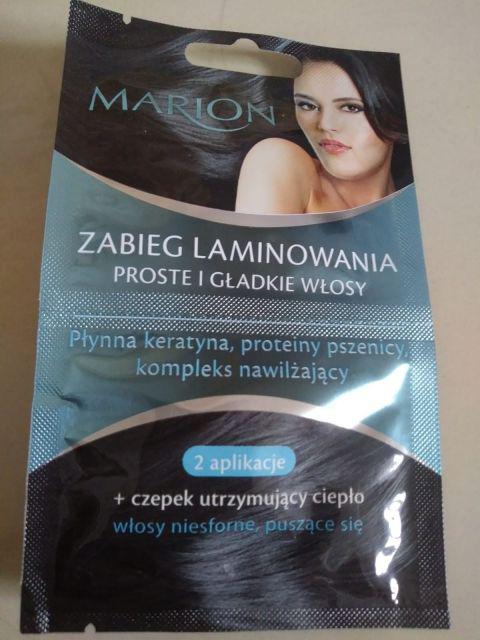 MARION
ZABIEG LAMINOWANIA
PROSTE I GŁADKIE WŁOSY
Płynna keratyna, proteiny pszenicy,
kompleks nawilżający
2 aplikacje
+ czepek utrzymujący ciepło
włosy niesforne, puszące się